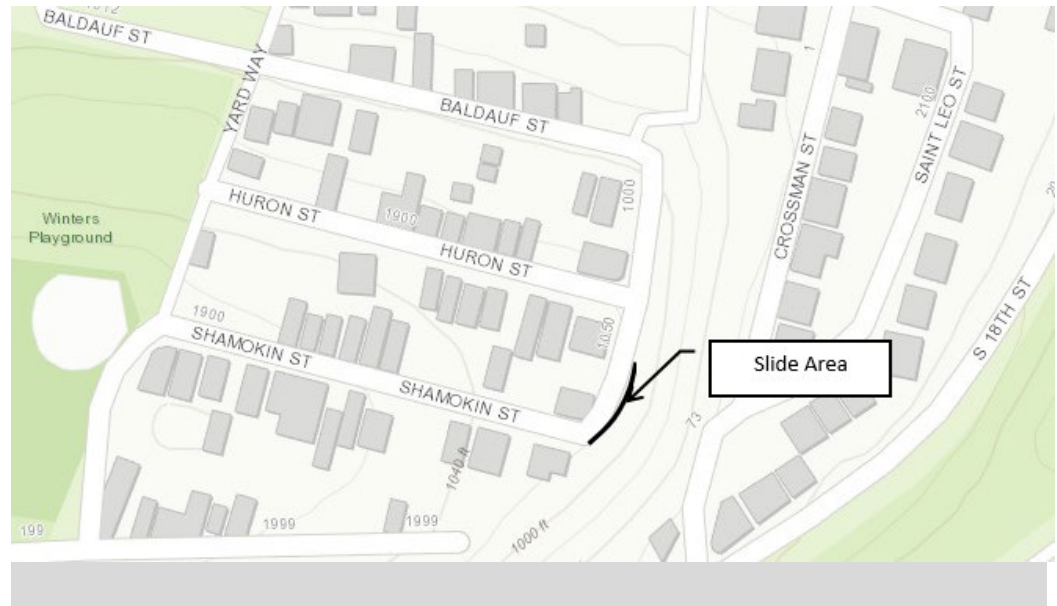 BALDAUF ST
YARD WAY
BALDAUF ST
HURON ST
1900
HURON ST
1000
Winters
Playground
1900
SHAMOKIN ST
SHAMOKIN ST
1050
Slide Area
CROSSMAN ST
2100
SAINT LEO ST
S 18TH ST
73
1040 ft
1000 ft
199
1999
1999
1